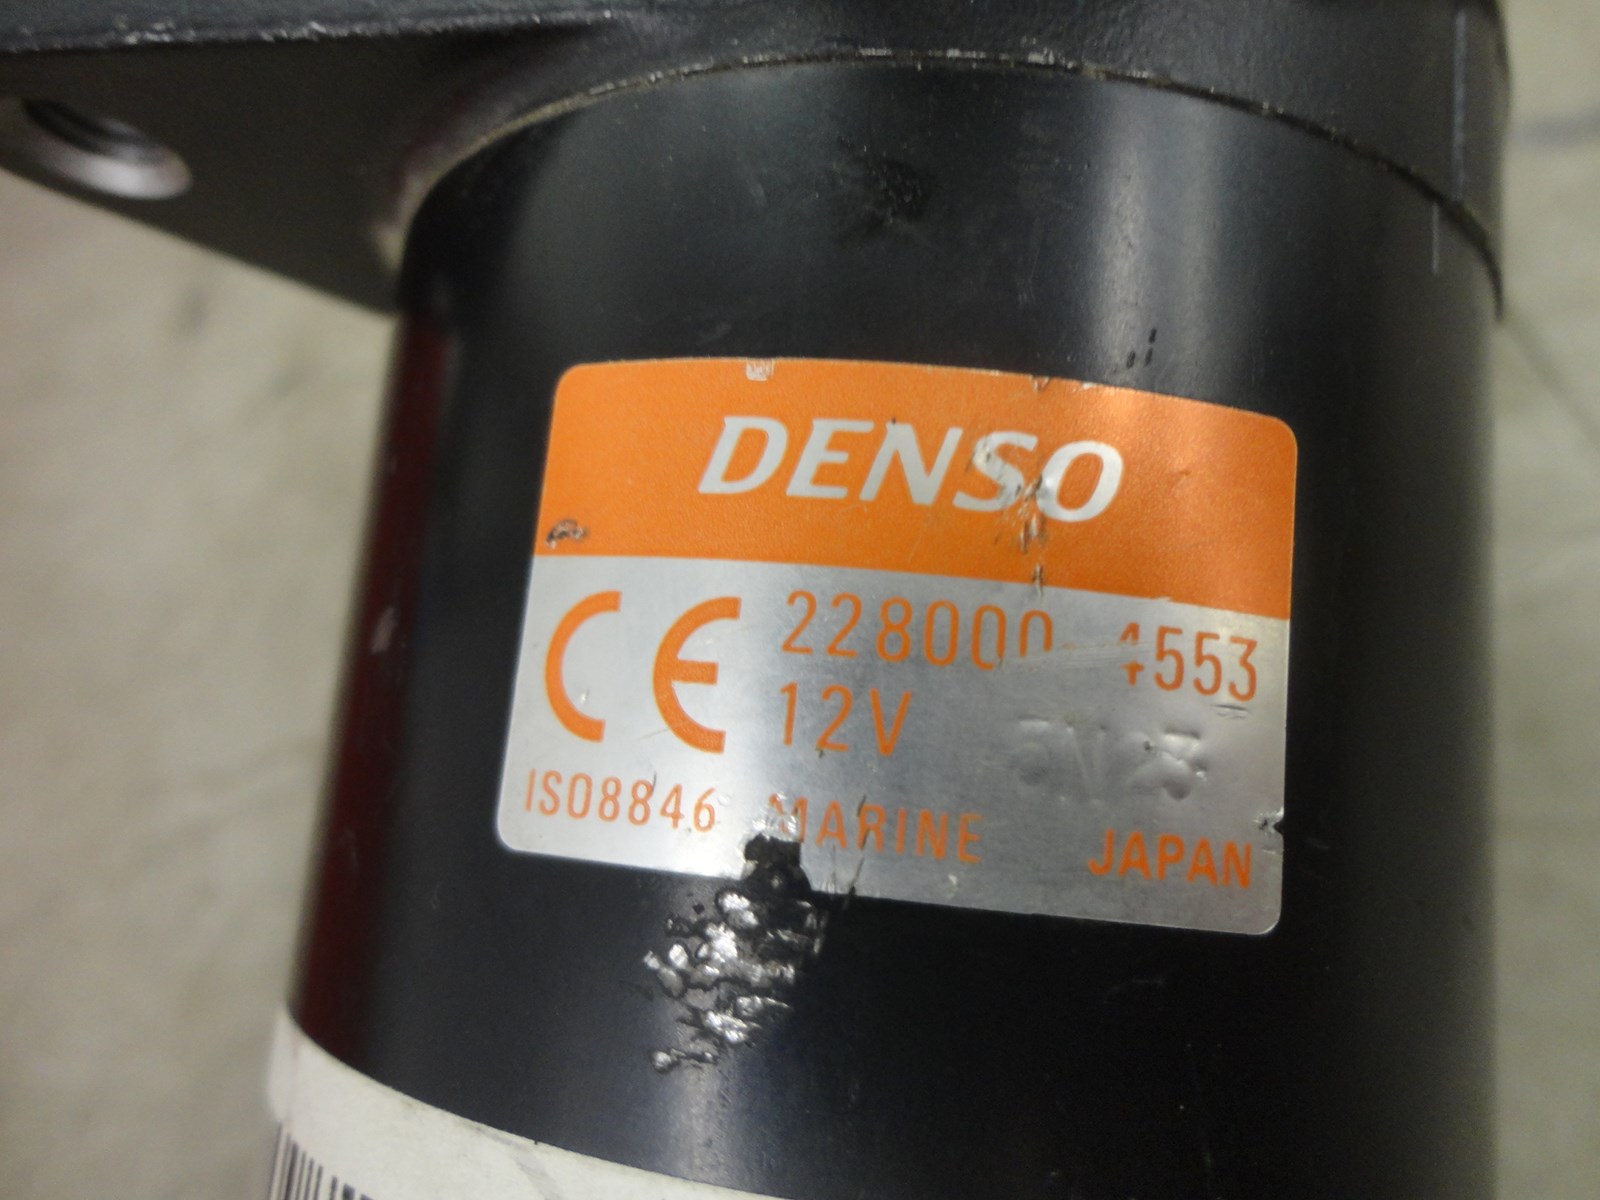 DENSO
CE 228000-4553
12V
ISO8846 MARINE JAPAN